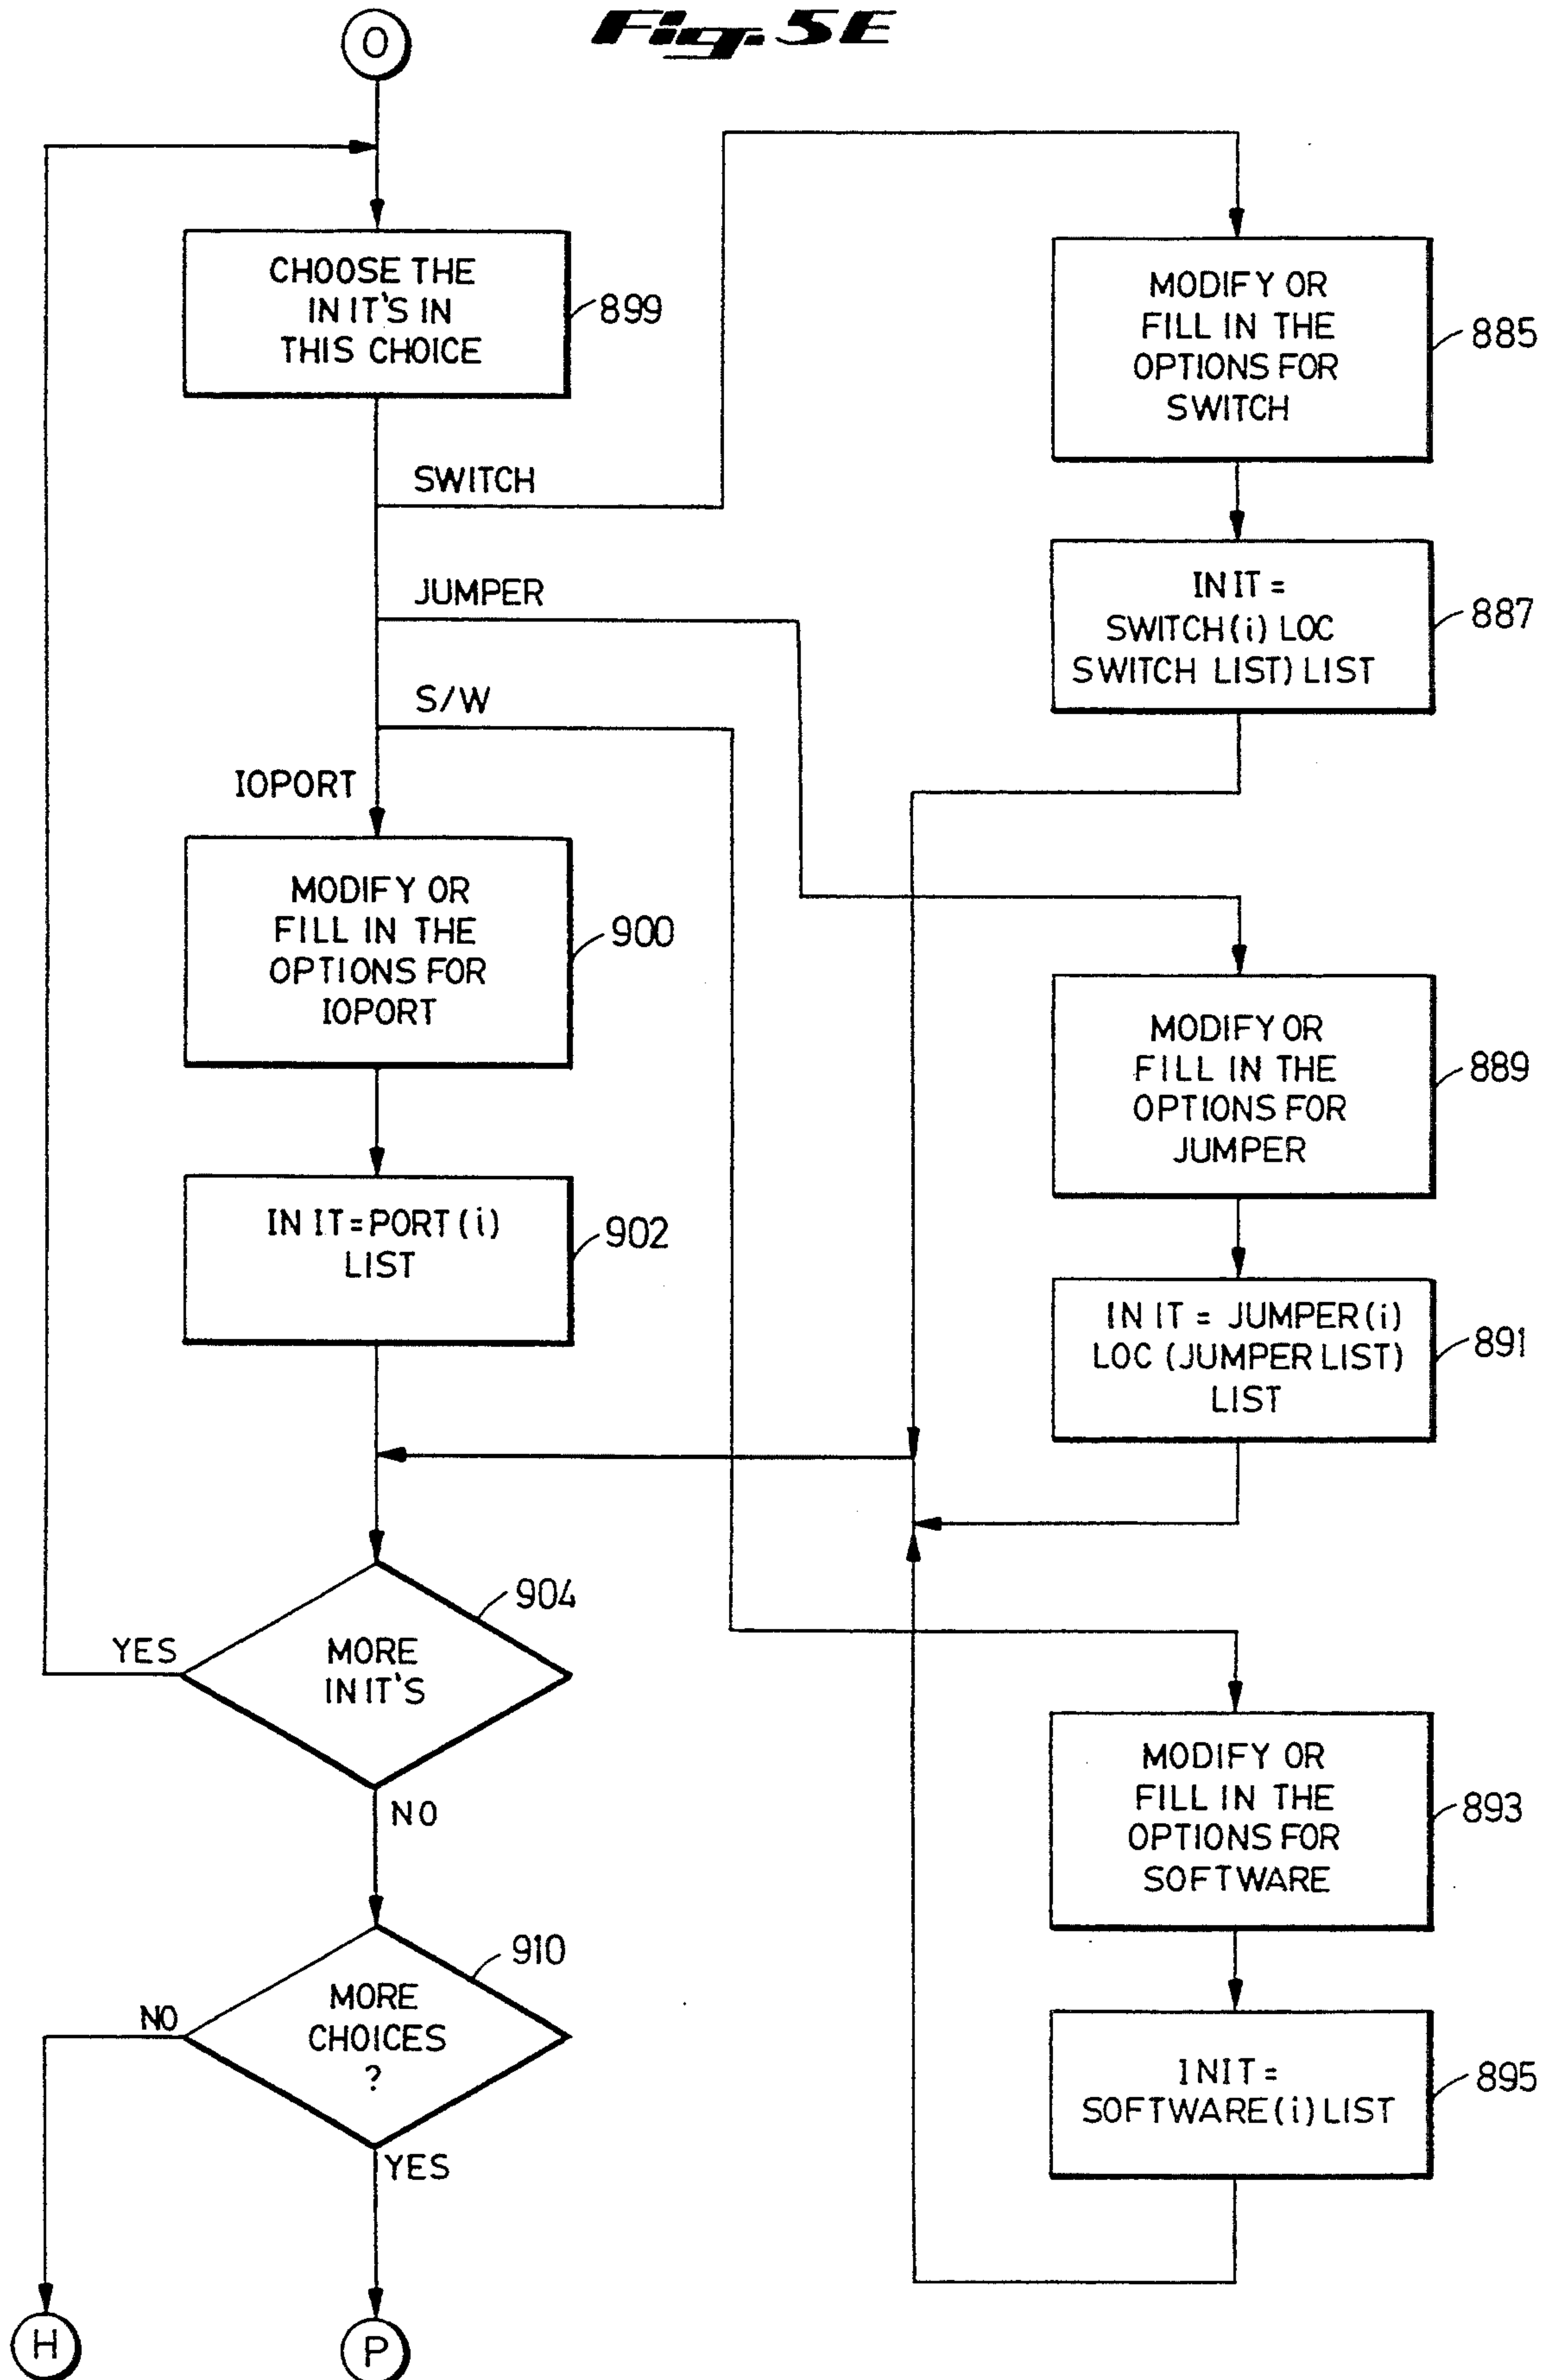 Fig. 5E
O
CHOOSE THE
INIT'S IN
THIS CHOICE
899
SWITCH
JUMPER
S/W
IOPORT
MODIFY OR
FILL IN THE
OPTIONS FOR
IOPORT
900
INIT=PORT(i)
LIST
902
904
MORE
INIT'S
YES
NO
910
MORE
CHOICES
?
NO
YES
H
P
MODIFY OR
FILL IN THE
OPTIONS FOR
SWITCH
885
INIT =
SWITCH(i) LOC
SWITCH LIST) LIST
887
MODIFY OR
FILL IN THE
OPTIONS FOR
JUMPER
889
INIT = JUMPER(i)
LOC (JUMPER LIST)
LIST
891
MODIFY OR
FILL IN THE
OPTIONS FOR
SOFTWARE
893
INIT =
SOFTWARE(i) LIST
895